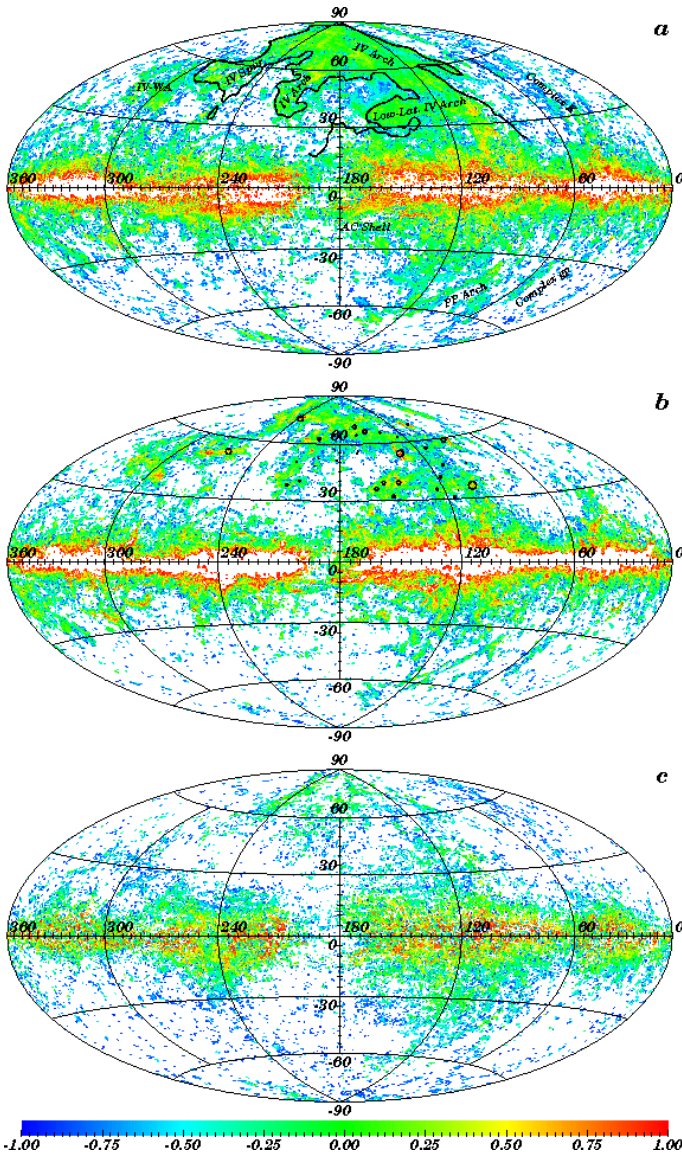 90
a
IV Arch
60
IV Spur
IV-WA
IV Arch
Complex K
Low-Lat. IV Arch
30
360 300 240 180 120 60 0
0
AC Shell
-30
PP Arch
Complex gp
-60
-90
90
b
60
30
360 300 240 180 120 60 0
0
-30
-60
-90
90
c
60
30
360 300 240 180 120 60 0
0
-30
-60
-90
-1.00 -0.75 -0.50 -0.25 0.00 0.25 0.50 0.75 1.00